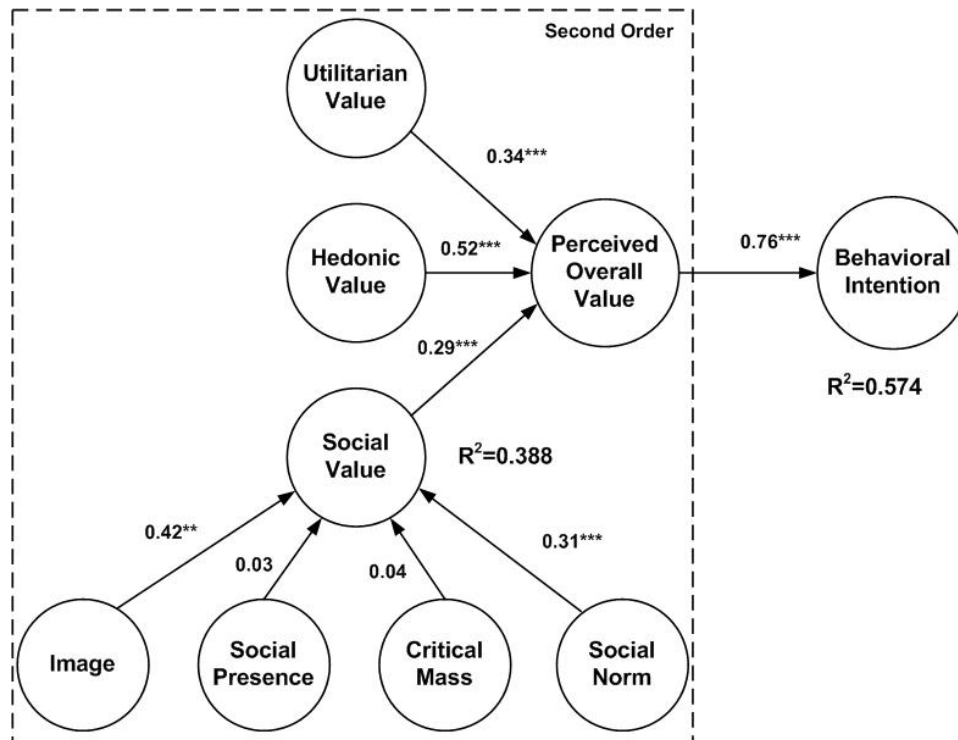 Second Order
Utilitarian
Value
0.34***
Hedonic
Value
0.52***
Perceived
Overall
Value
0.76***
Behavioral
Intention
0.29***
R²=0.574
Social
Value
R²=0.388
0.42**
0.03
0.04
0.31***
Image
Social
Presence
Critical
Mass
Social
Norm